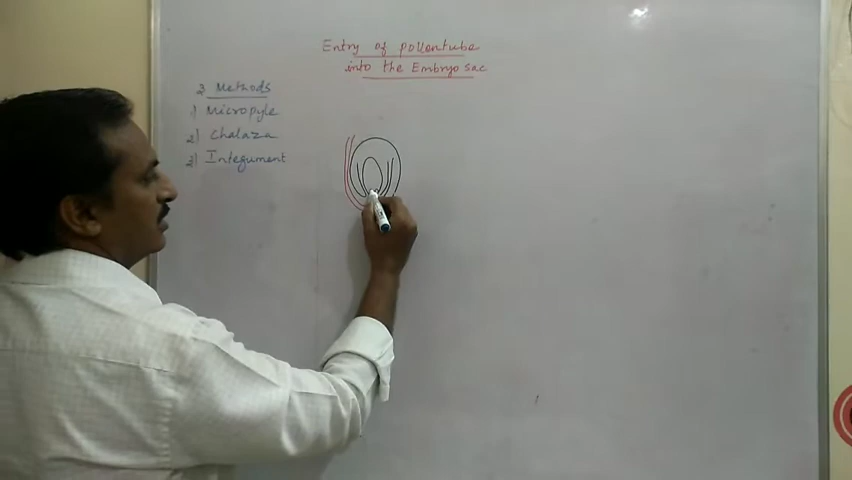 Entry of pollentube
into the Embryo sac
3 Methods
1) Micropyle
2) Chalaza
3) Integument